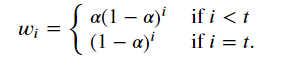 w_i = { α(1 − α)^i if i < t
(1 − α)^i if i = t.